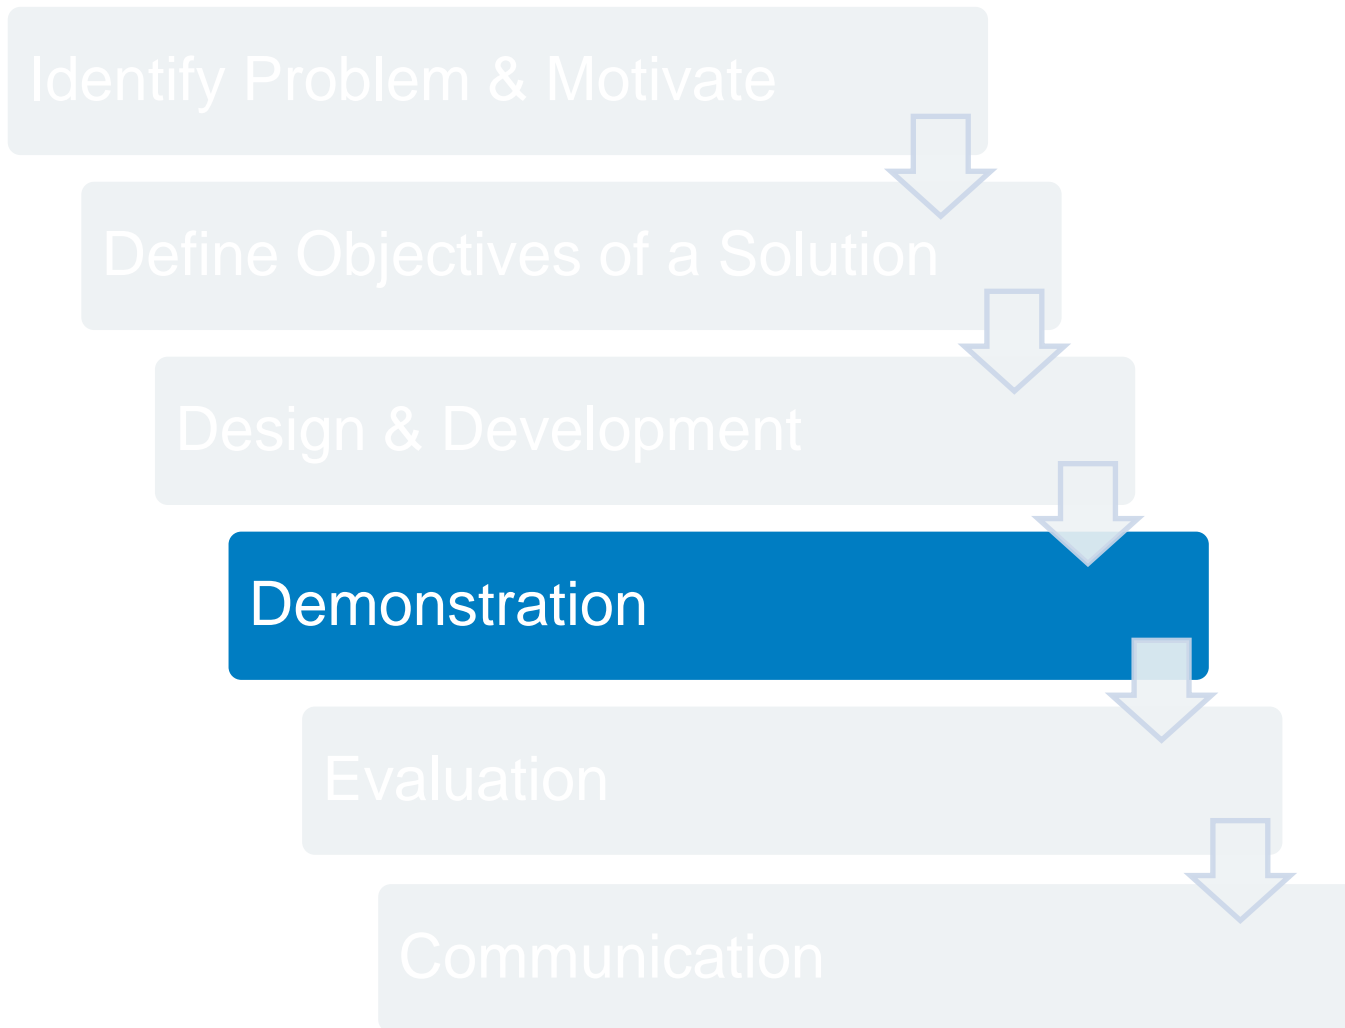 Identify Problem & Motivate
Define Objectives of a Solution
Design & Development
Demonstration
Evaluation
Communication